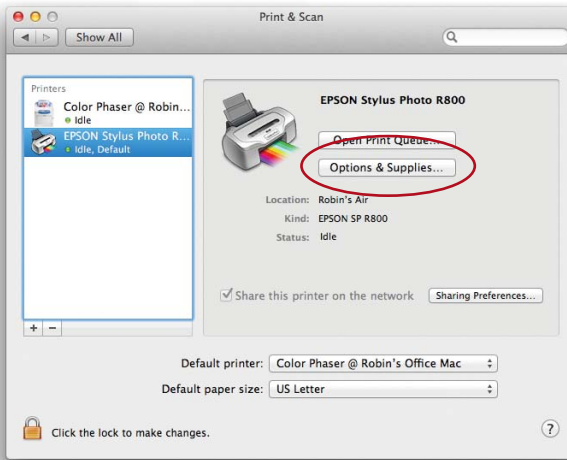 Print & Scan
Show All
Printers
Color Phaser @ Robin...
Idle
EPSON Stylus Photo R...
Idle, Default
EPSON Stylus Photo R800
Open Print Queue...
Options & Supplies...
Location: Robin's Air
Kind: EPSON SP R800
Status: Idle
Share this printer on the network Sharing Preferences...
+ −
Default printer: Color Phaser @ Robin's Office Mac
Default paper size: US Letter
Click the lock to make changes. ?